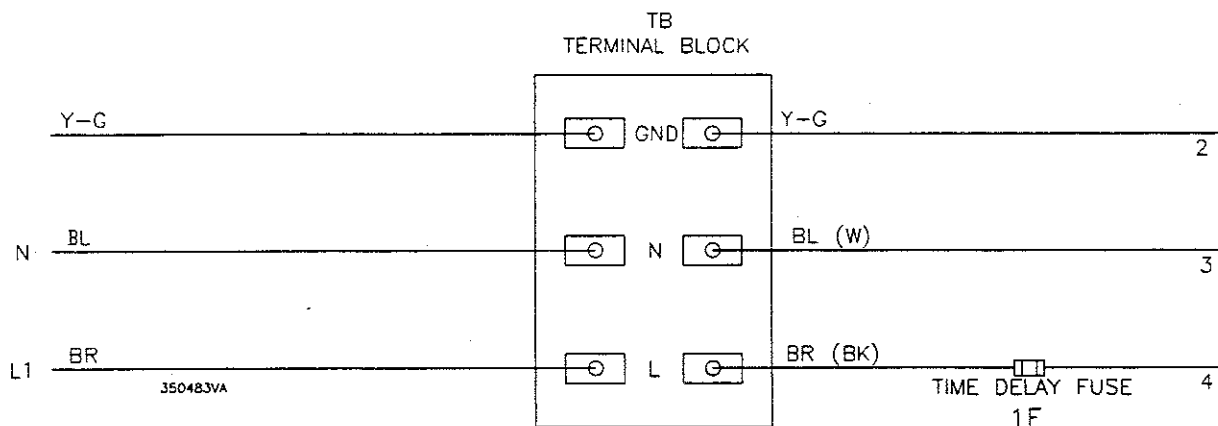 TB
TERMINAL BLOCK
Y-G
GND
Y-G
2
N
BL
N
BL (W)
3
L1
BR
L
BR (BK)
4
350483VA
TIME DELAY FUSE
1F